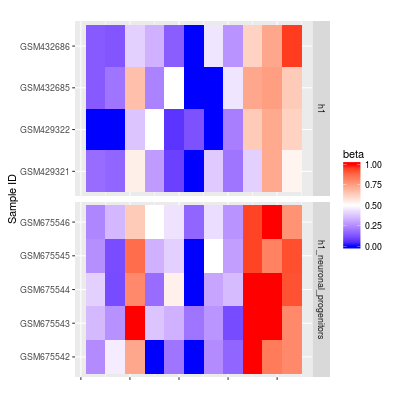 GSM432686
GSM432685
GSM429322
GSM429321
h1
GSM675546
GSM675545
GSM675544
GSM675543
GSM675542
h1_neuronal_progenitors
Sample ID
beta
1.00
0.75
0.50
0.25
0.00